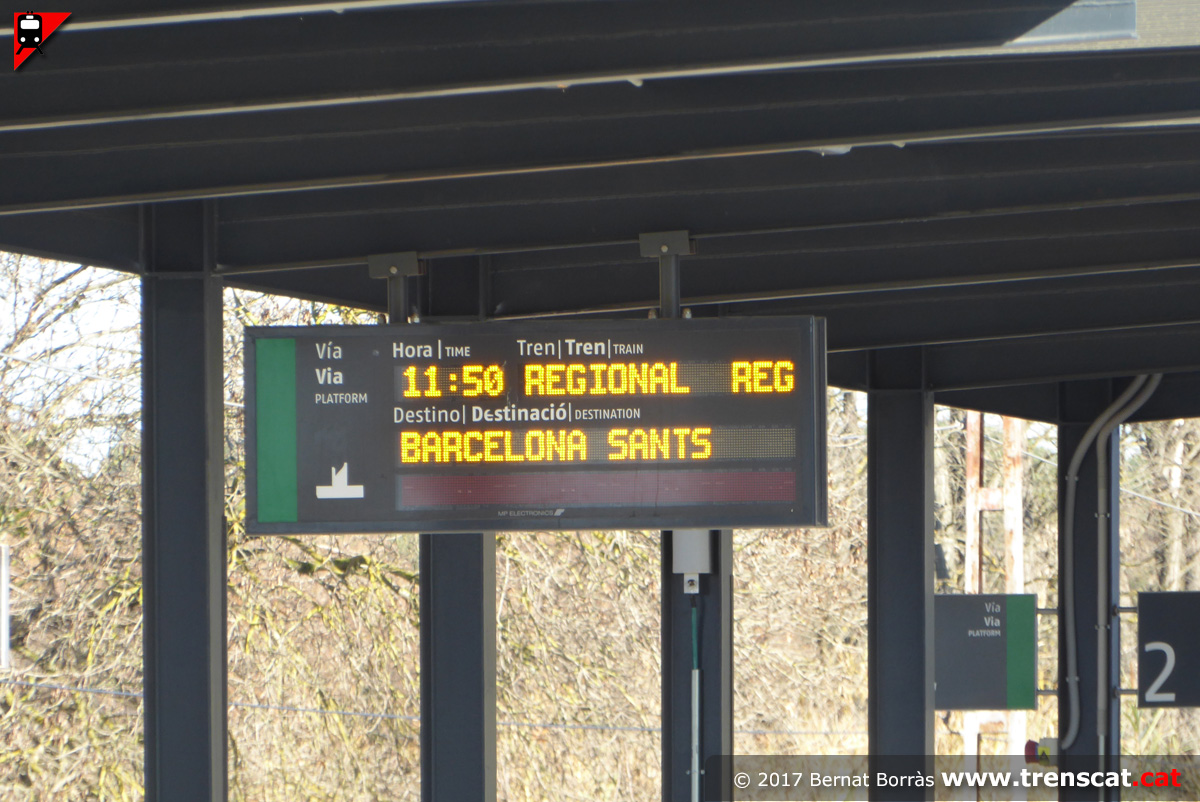 Vía
Via
PLATFORM
Hora | TIME
Tren | Tren | TRAIN
11:50 REGIONAL REG
Destino | Destinació | DESTINATION
BARCELONA SANTS
MP ELECTRONICS
Vía
Via
PLATFORM
2
© 2017 Bernat Borràs www.trenscat.cat